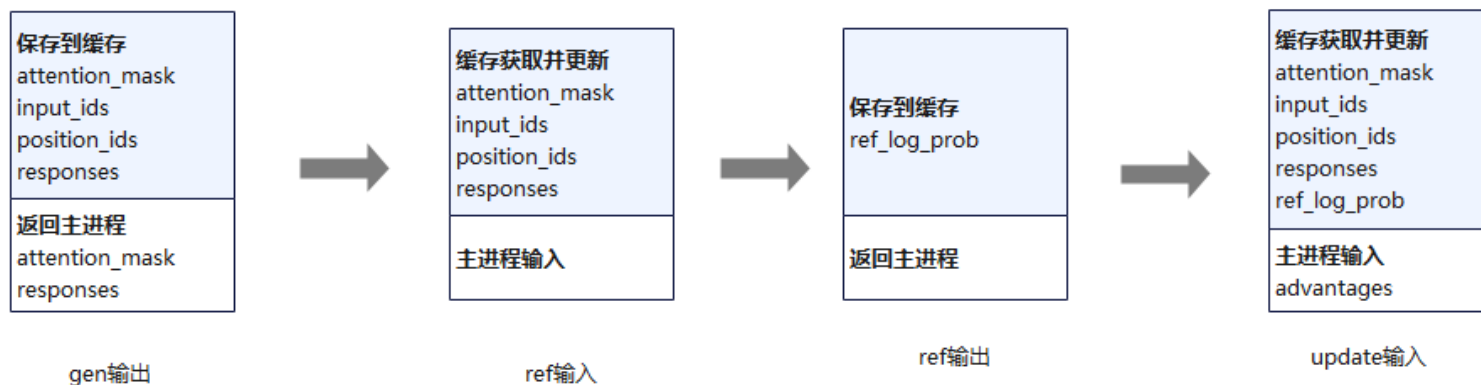 保存到缓存
attention_mask
input_ids
position_ids
responses
返回主进程
attention_mask
responses
gen输出
缓存获取并更新
attention_mask
input_ids
position_ids
responses
主进程输入
ref输入
保存到缓存
ref_log_prob
返回主进程
ref输出
缓存获取并更新
attention_mask
input_ids
position_ids
responses
ref_log_prob
主进程输入
advantages
update输入